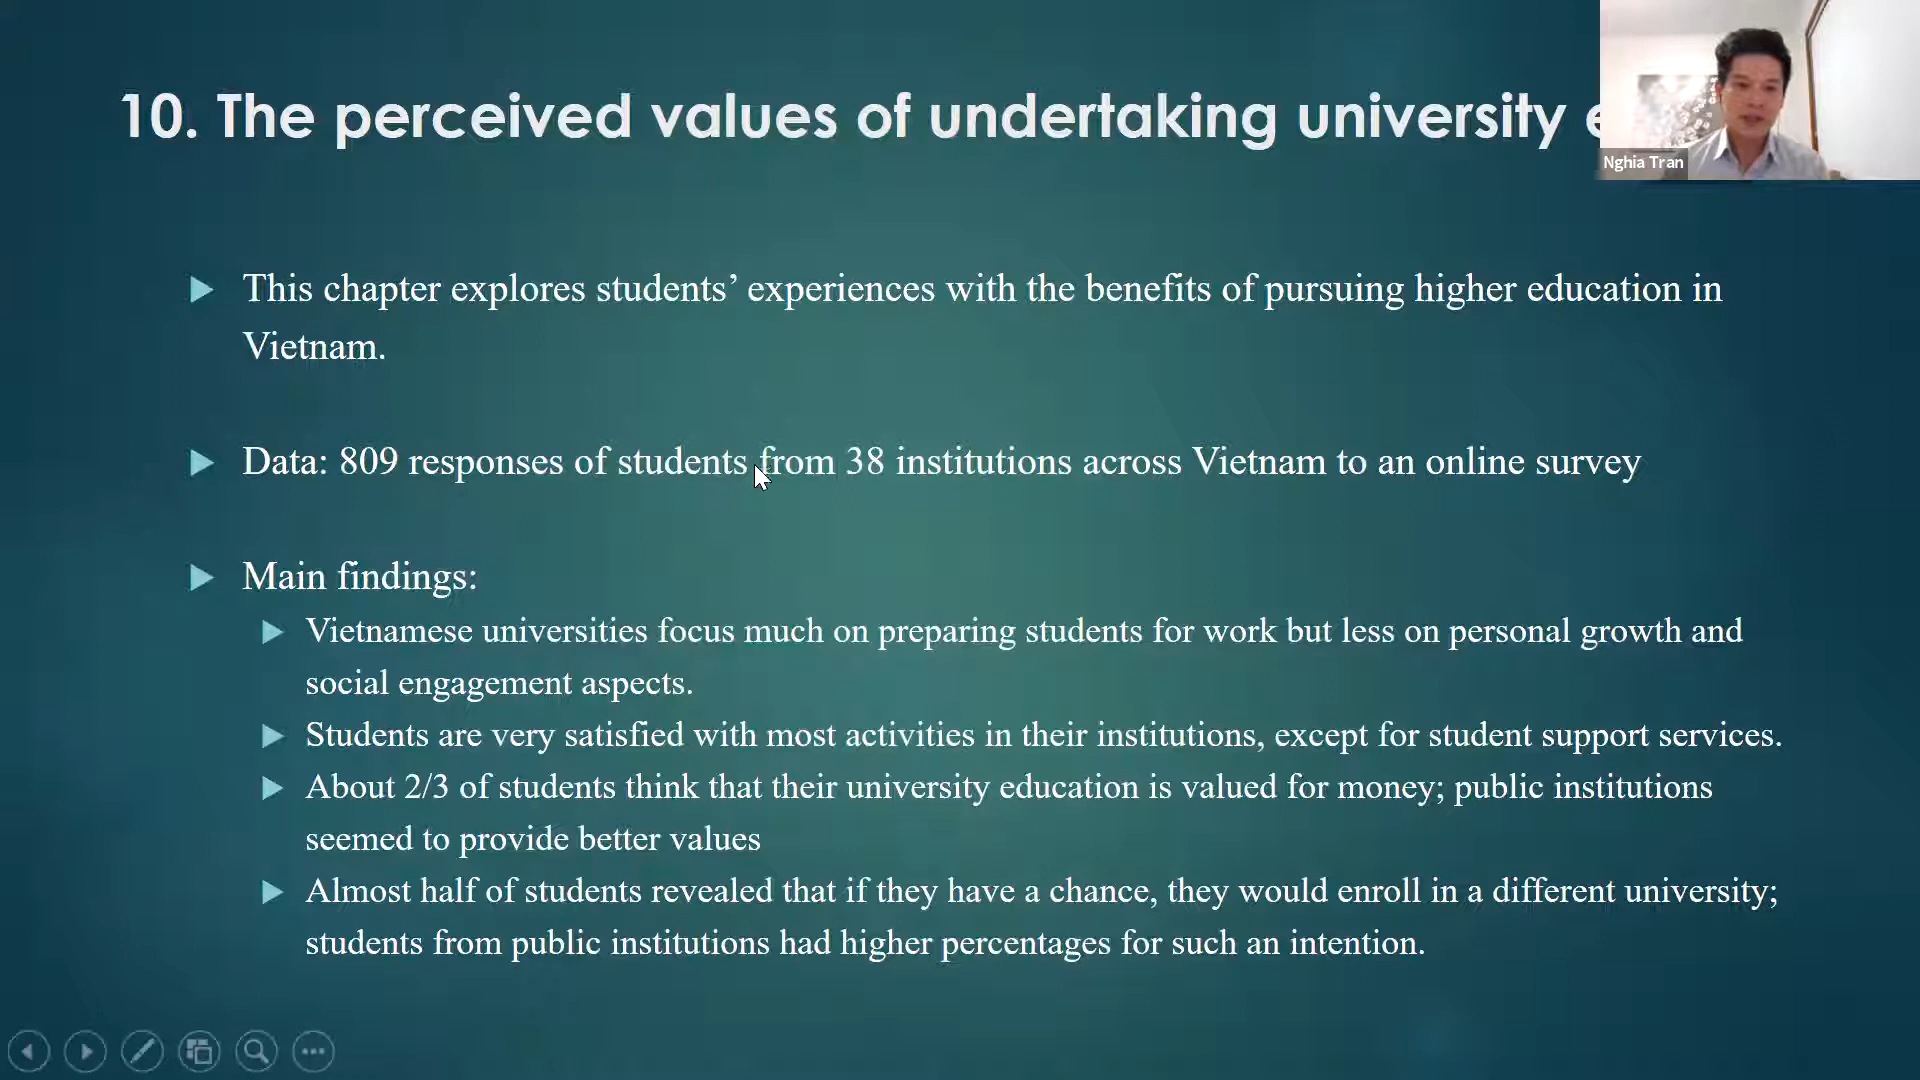 10. The perceived values of undertaking university
Nghia Tran
This chapter explores students’ experiences with the benefits of pursuing higher education in
Vietnam.
Data: 809 responses of students from 38 institutions across Vietnam to an online survey
Main findings:
Vietnamese universities focus much on preparing students for work but less on personal growth and
social engagement aspects.
Students are very satisfied with most activities in their institutions, except for student support services.
About 2/3 of students think that their university education is valued for money; public institutions
seemed to provide better values
Almost half of students revealed that if they have a chance, they would enroll in a different university;
students from public institutions had higher percentages for such an intention.